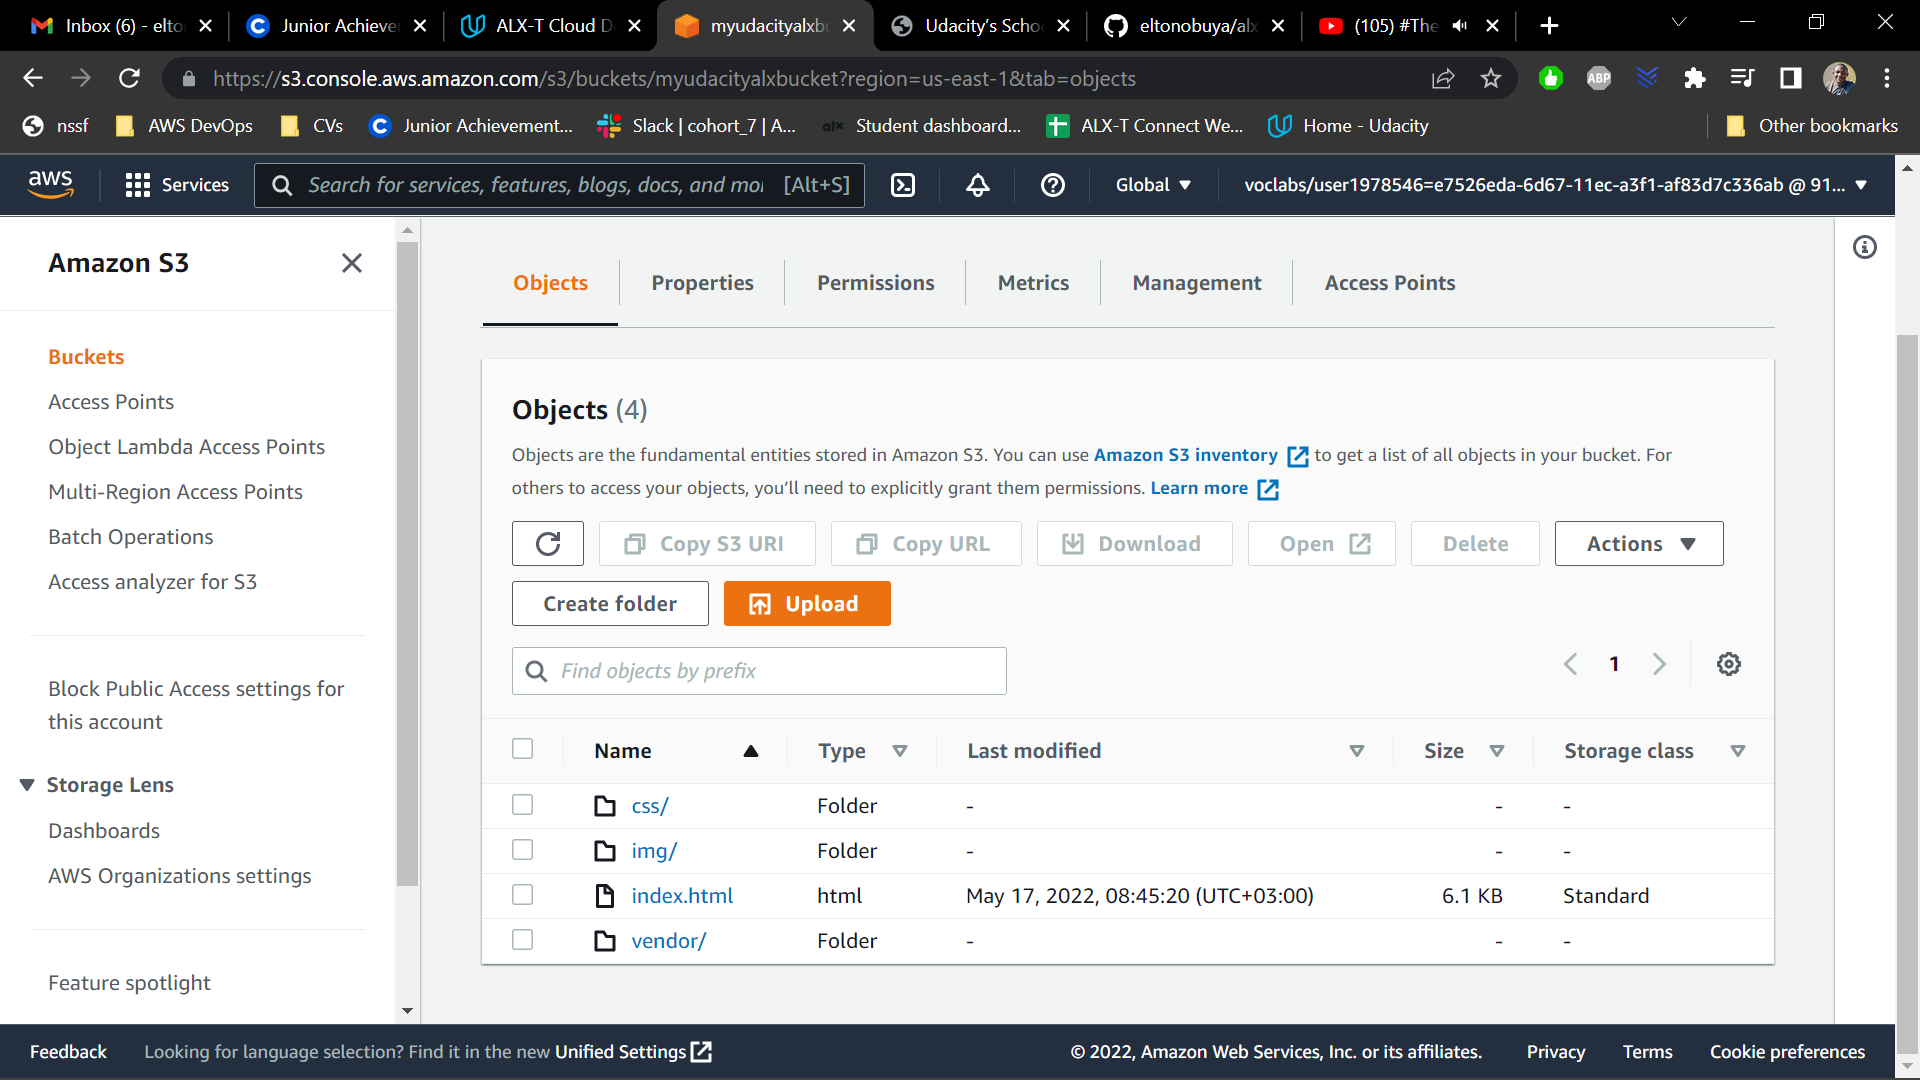 Inbox (6) - elto
Junior Achieve
ALX-T Cloud D
myudacityalxbu
Udacity's Scho
eltonobuya/alx
(105) #The
https://s3.console.aws.amazon.com/s3/buckets/myudacityalxbucket?region=us-east-1&tab=objects
ABP
nssf
AWS DevOps
CVs
Junior Achievement...
Slack | cohort_7 | A...
alx
Student dashboard...
ALX-T Connect We...
Home - Udacity
Other bookmarks
aws
Services
Search for services, features, blogs, docs, and mo
[Alt+S]
Global
voclabs/user1978546=e7526eda-6d67-11ec-a3f1-af83d7c336ab @ 91...
Amazon S3
Buckets
Access Points
Object Lambda Access Points
Multi-Region Access Points
Batch Operations
Access analyzer for S3
Block Public Access settings for
this account
Storage Lens
Dashboards
AWS Organizations settings
Feature spotlight
Objects
Properties
Permissions
Metrics
Management
Access Points
Objects (4)
Objects are the fundamental entities stored in Amazon S3. You can use Amazon S3 inventory to get a list of all objects in your bucket. For
others to access your objects, you'll need to explicitly grant them permissions. Learn more
Copy S3 URI
Copy URL
Download
Open
Delete
Actions
Create folder
Upload
Find objects by prefix
1
Name Type Last modified Size Storage class
css/ Folder - - -
img/ Folder - - -
index.html html May 17, 2022, 08:45:20 (UTC+03:00) 6.1 KB Standard
vendor/ Folder - - -
Feedback
Looking for language selection? Find it in the new Unified Settings
© 2022, Amazon Web Services, Inc. or its affiliates.
Privacy
Terms
Cookie preferences